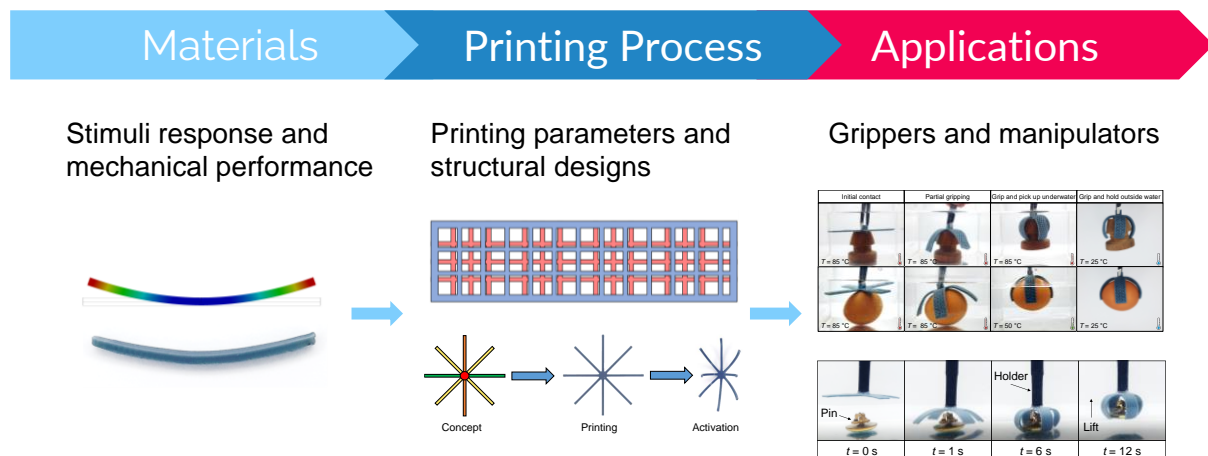 Materials
Printing Process
Applications
Stimuli response and
mechanical performance
Printing parameters and
structural designs
Grippers and manipulators
Initial contact
Partial gripping
Grip and pick up underwater
Grip and hold outside water
T = 85 °C
T = 85 °C
T = 85 °C
T = 25 °C
T = 85 °C
T = 85 °C
T = 50 °C
T = 25 °C
Concept
Printing
Activation
Pin
Holder
Lift
t = 0 s
t = 1 s
t = 6 s
t = 12 s